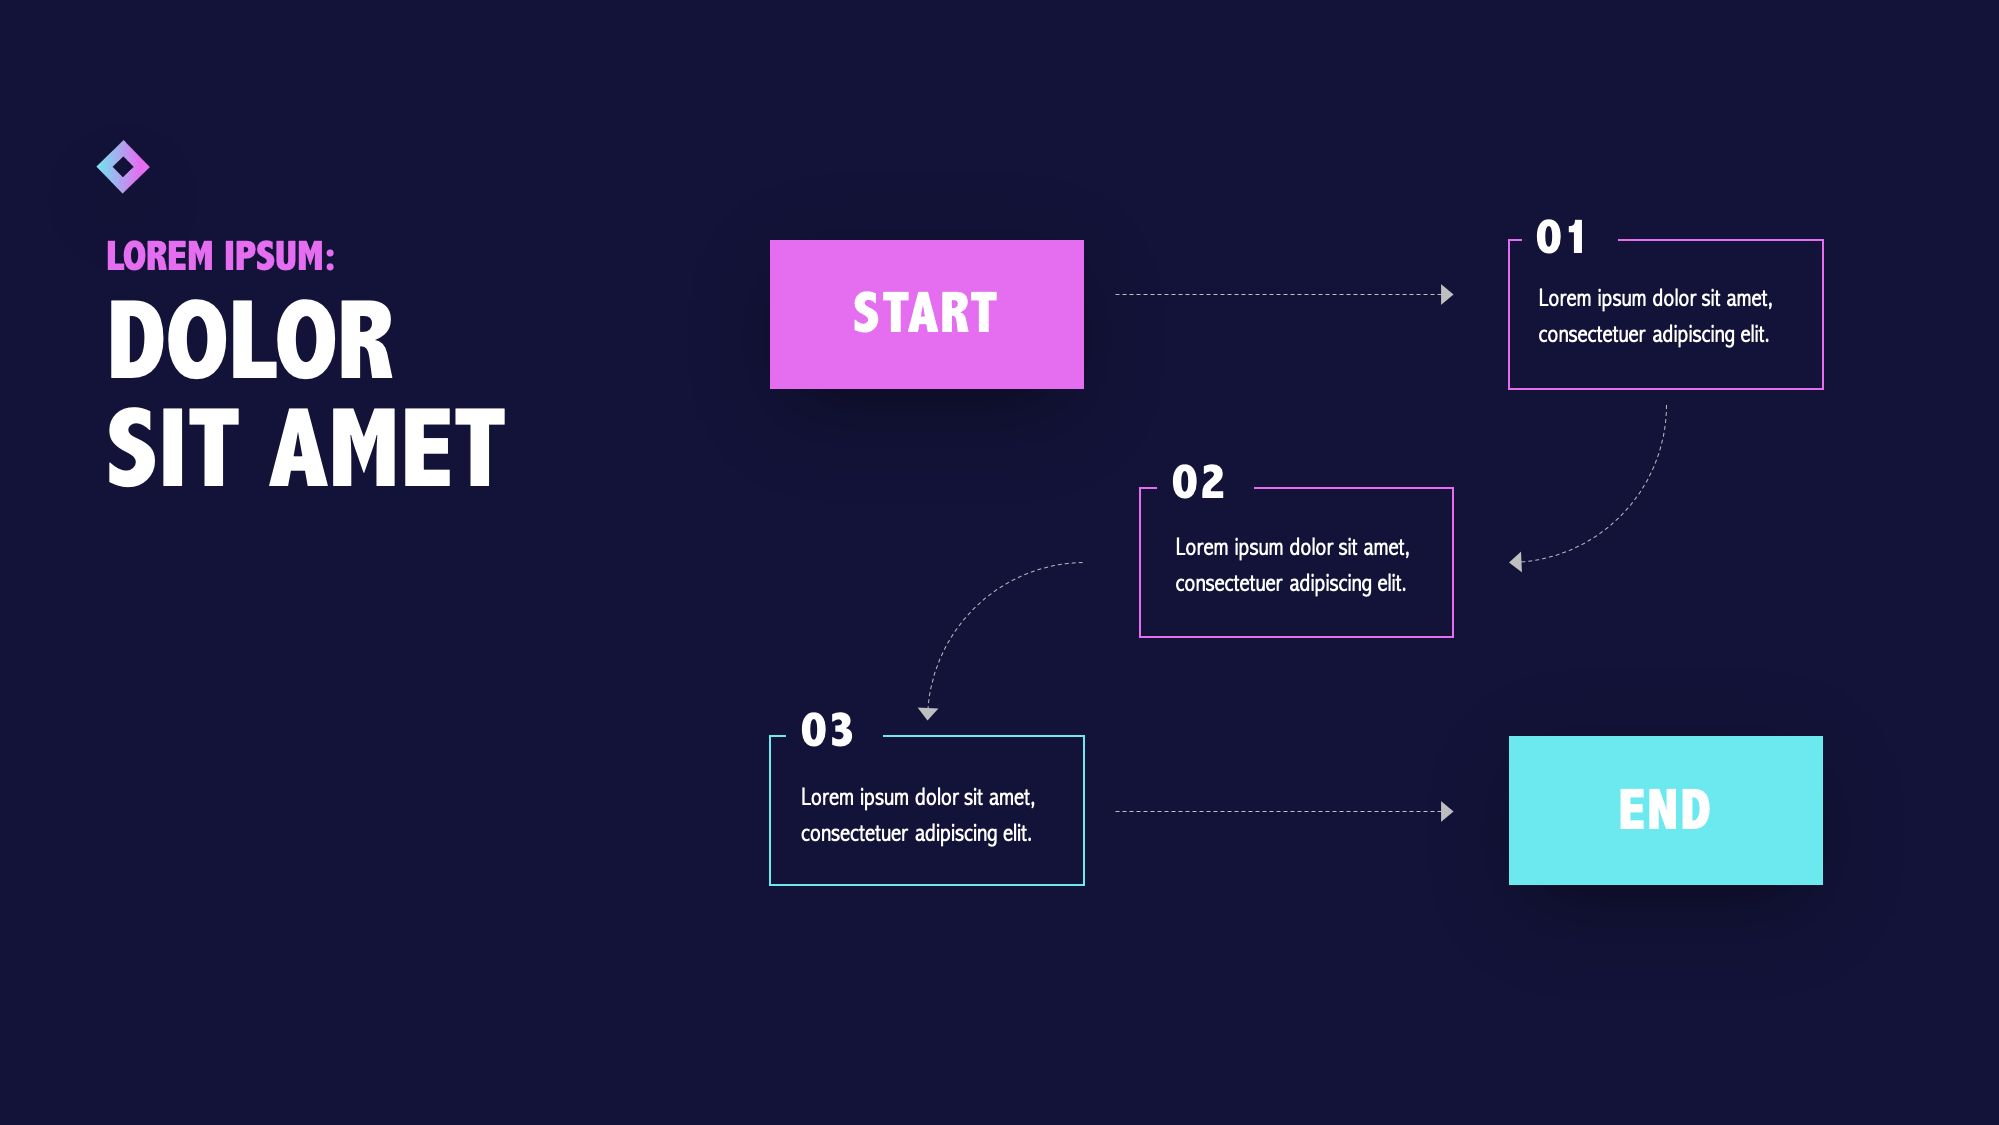 LOREM IPSUM:
DOLOR
SIT AMET
START
01
Lorem ipsum dolor sit amet,
consectetuer adipiscing elit.
02
Lorem ipsum dolor sit amet,
consectetuer adipiscing elit.
03
Lorem ipsum dolor sit amet,
consectetuer adipiscing elit.
END